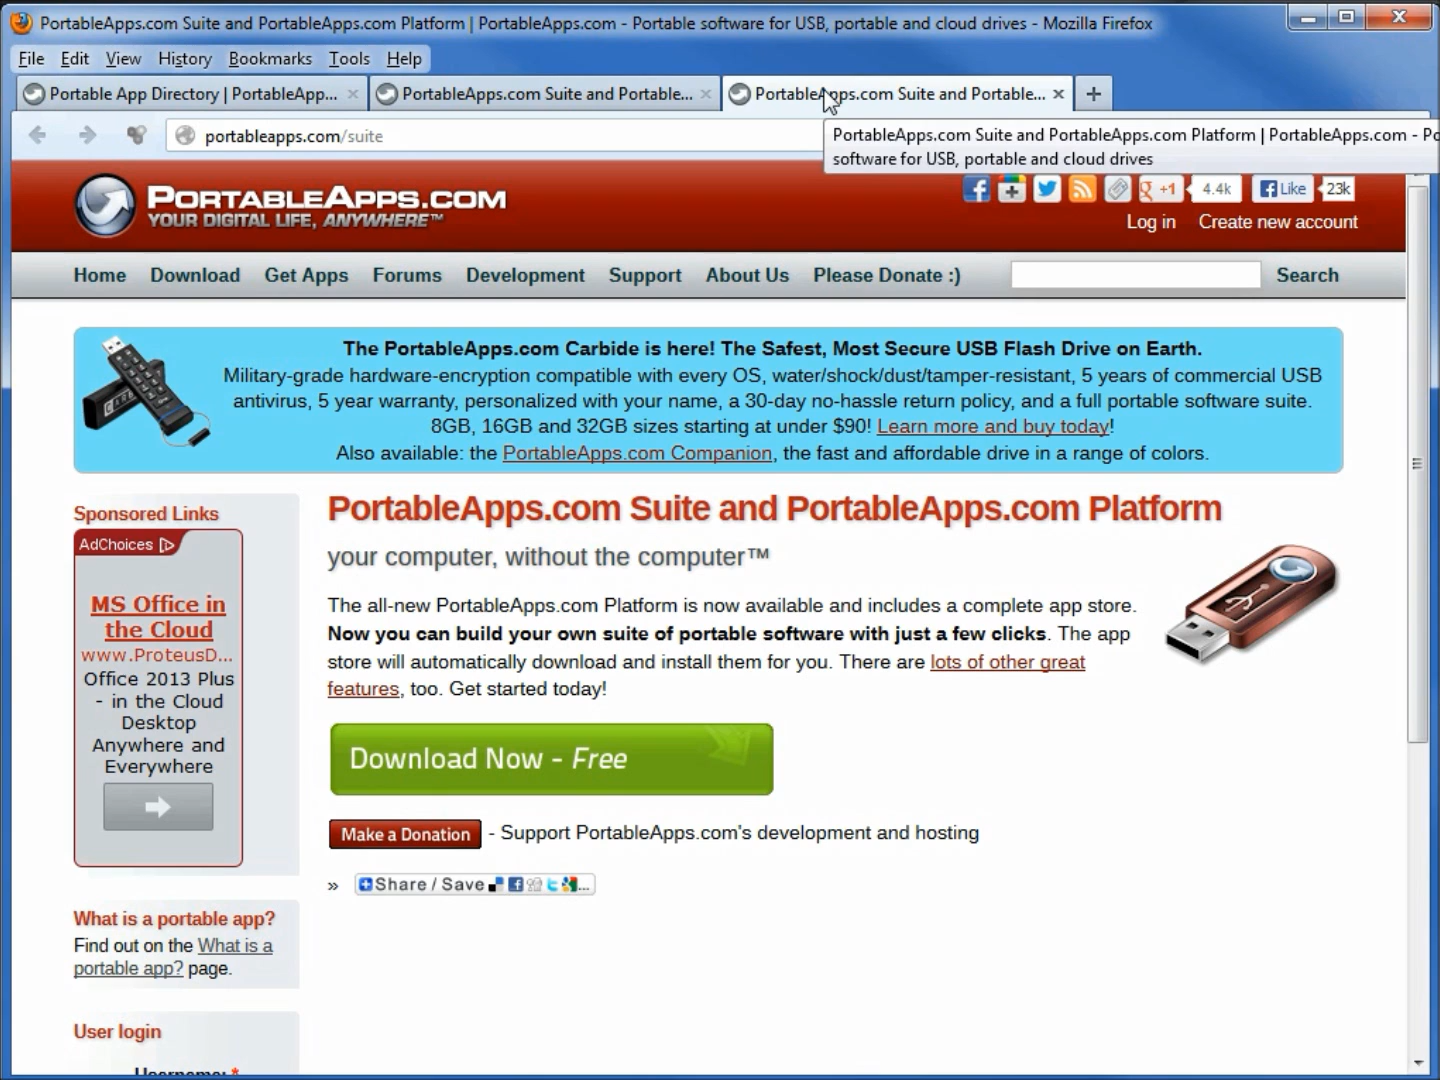 PortableApps.com Suite and PortableApps.com Platform | PortableApps.com - Portable software for USB, portable and cloud drives - Mozilla Firefox
File Edit View History Bookmarks Tools Help
Portable App Directory | PortableApp... PortableApps.com Suite and Portable... PortableApps.com Suite and Portable...
portableapps.com/suite
PortableApps.com Suite and PortableApps.com Platform | PortableApps.com - Po
software for USB, portable and cloud drives
PORTABLEAPPS.COM
YOUR DIGITAL LIFE, ANYWHERE™
+1 4.4k Like 23k
Log in Create new account
Home Download Get Apps Forums Development Support About Us Please Donate :) Search
The PortableApps.com Carbide is here! The Safest, Most Secure USB Flash Drive on Earth.
Military-grade hardware-encryption compatible with every OS, water/shock/dust/tamper-resistant, 5 years of commercial USB
antivirus, 5 year warranty, personalized with your name, a 30-day no-hassle return policy, and a full portable software suite.
8GB, 16GB and 32GB sizes starting at under $90! Learn more and buy today!
Also available: the PortableApps.com Companion, the fast and affordable drive in a range of colors.
Sponsored Links
AdChoices
MS Office in
the Cloud
www.ProteusD...
Office 2013 Plus
- in the Cloud
Desktop
Anywhere and
Everywhere
What is a portable app?
Find out on the What is a
portable app? page.
User login
Username: *
PortableApps.com Suite and PortableApps.com Platform
your computer, without the computer™
The all-new PortableApps.com Platform is now available and includes a complete app store.
Now you can build your own suite of portable software with just a few clicks. The app
store will automatically download and install them for you. There are lots of other great
features, too. Get started today!
Download Now - Free
Make a Donation - Support PortableApps.com's development and hosting
» Share / Save ...